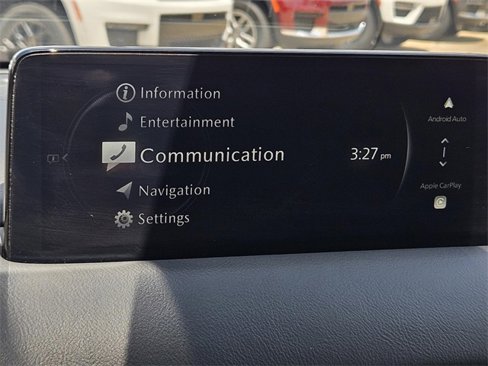 Information
Entertainment
Communication
3:27 pm
Navigation
Settings
Android Auto
Apple CarPlay